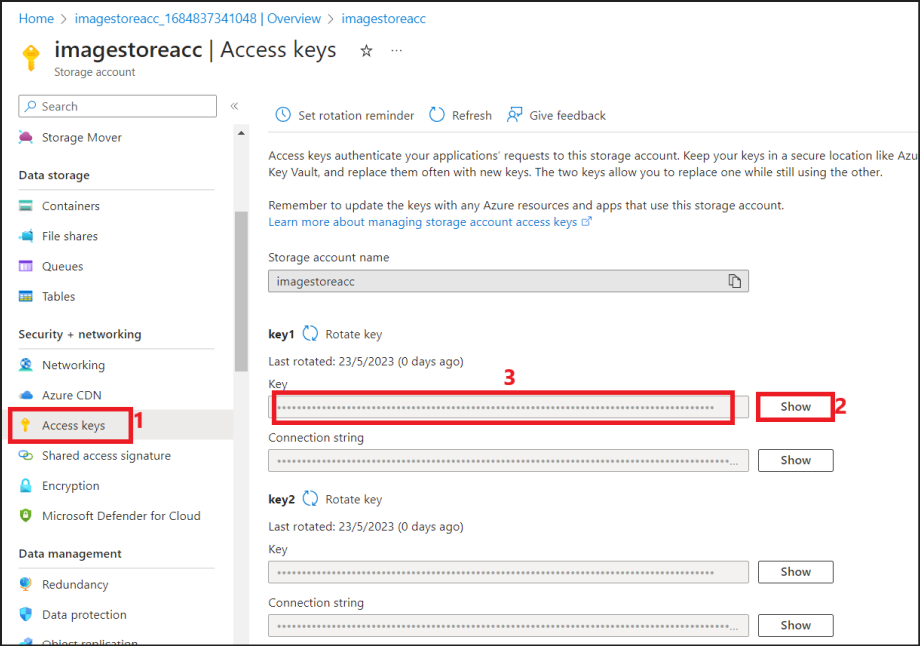 Home > imagestoreacc_1684837341048 | Overview > imagestoreacc
imagestoreacc | Access keys
Storage account
Search
Storage Mover
Data storage
Containers
File shares
Queues
Tables
Security + networking
Networking
Azure CDN
Access keys
1
Shared access signature
Encryption
Microsoft Defender for Cloud
Data management
Redundancy
Data protection
Object replication
Set rotation reminder
Refresh
Give feedback
Access keys authenticate your applications' requests to this storage account. Keep your keys in a secure location like Azu
Key Vault, and replace them often with new keys. The two keys allow you to replace one while still using the other.
Remember to update the keys with any Azure resources and apps that use this storage account.
Learn more about managing storage account access keys
Storage account name
imagestoreacc
key1
Rotate key
Last rotated: 23/5/2023 (0 days ago)
3
Key
Show
2
Connection string
Show
key2
Rotate key
Last rotated: 23/5/2023 (0 days ago)
Key
Show
Connection string
Show